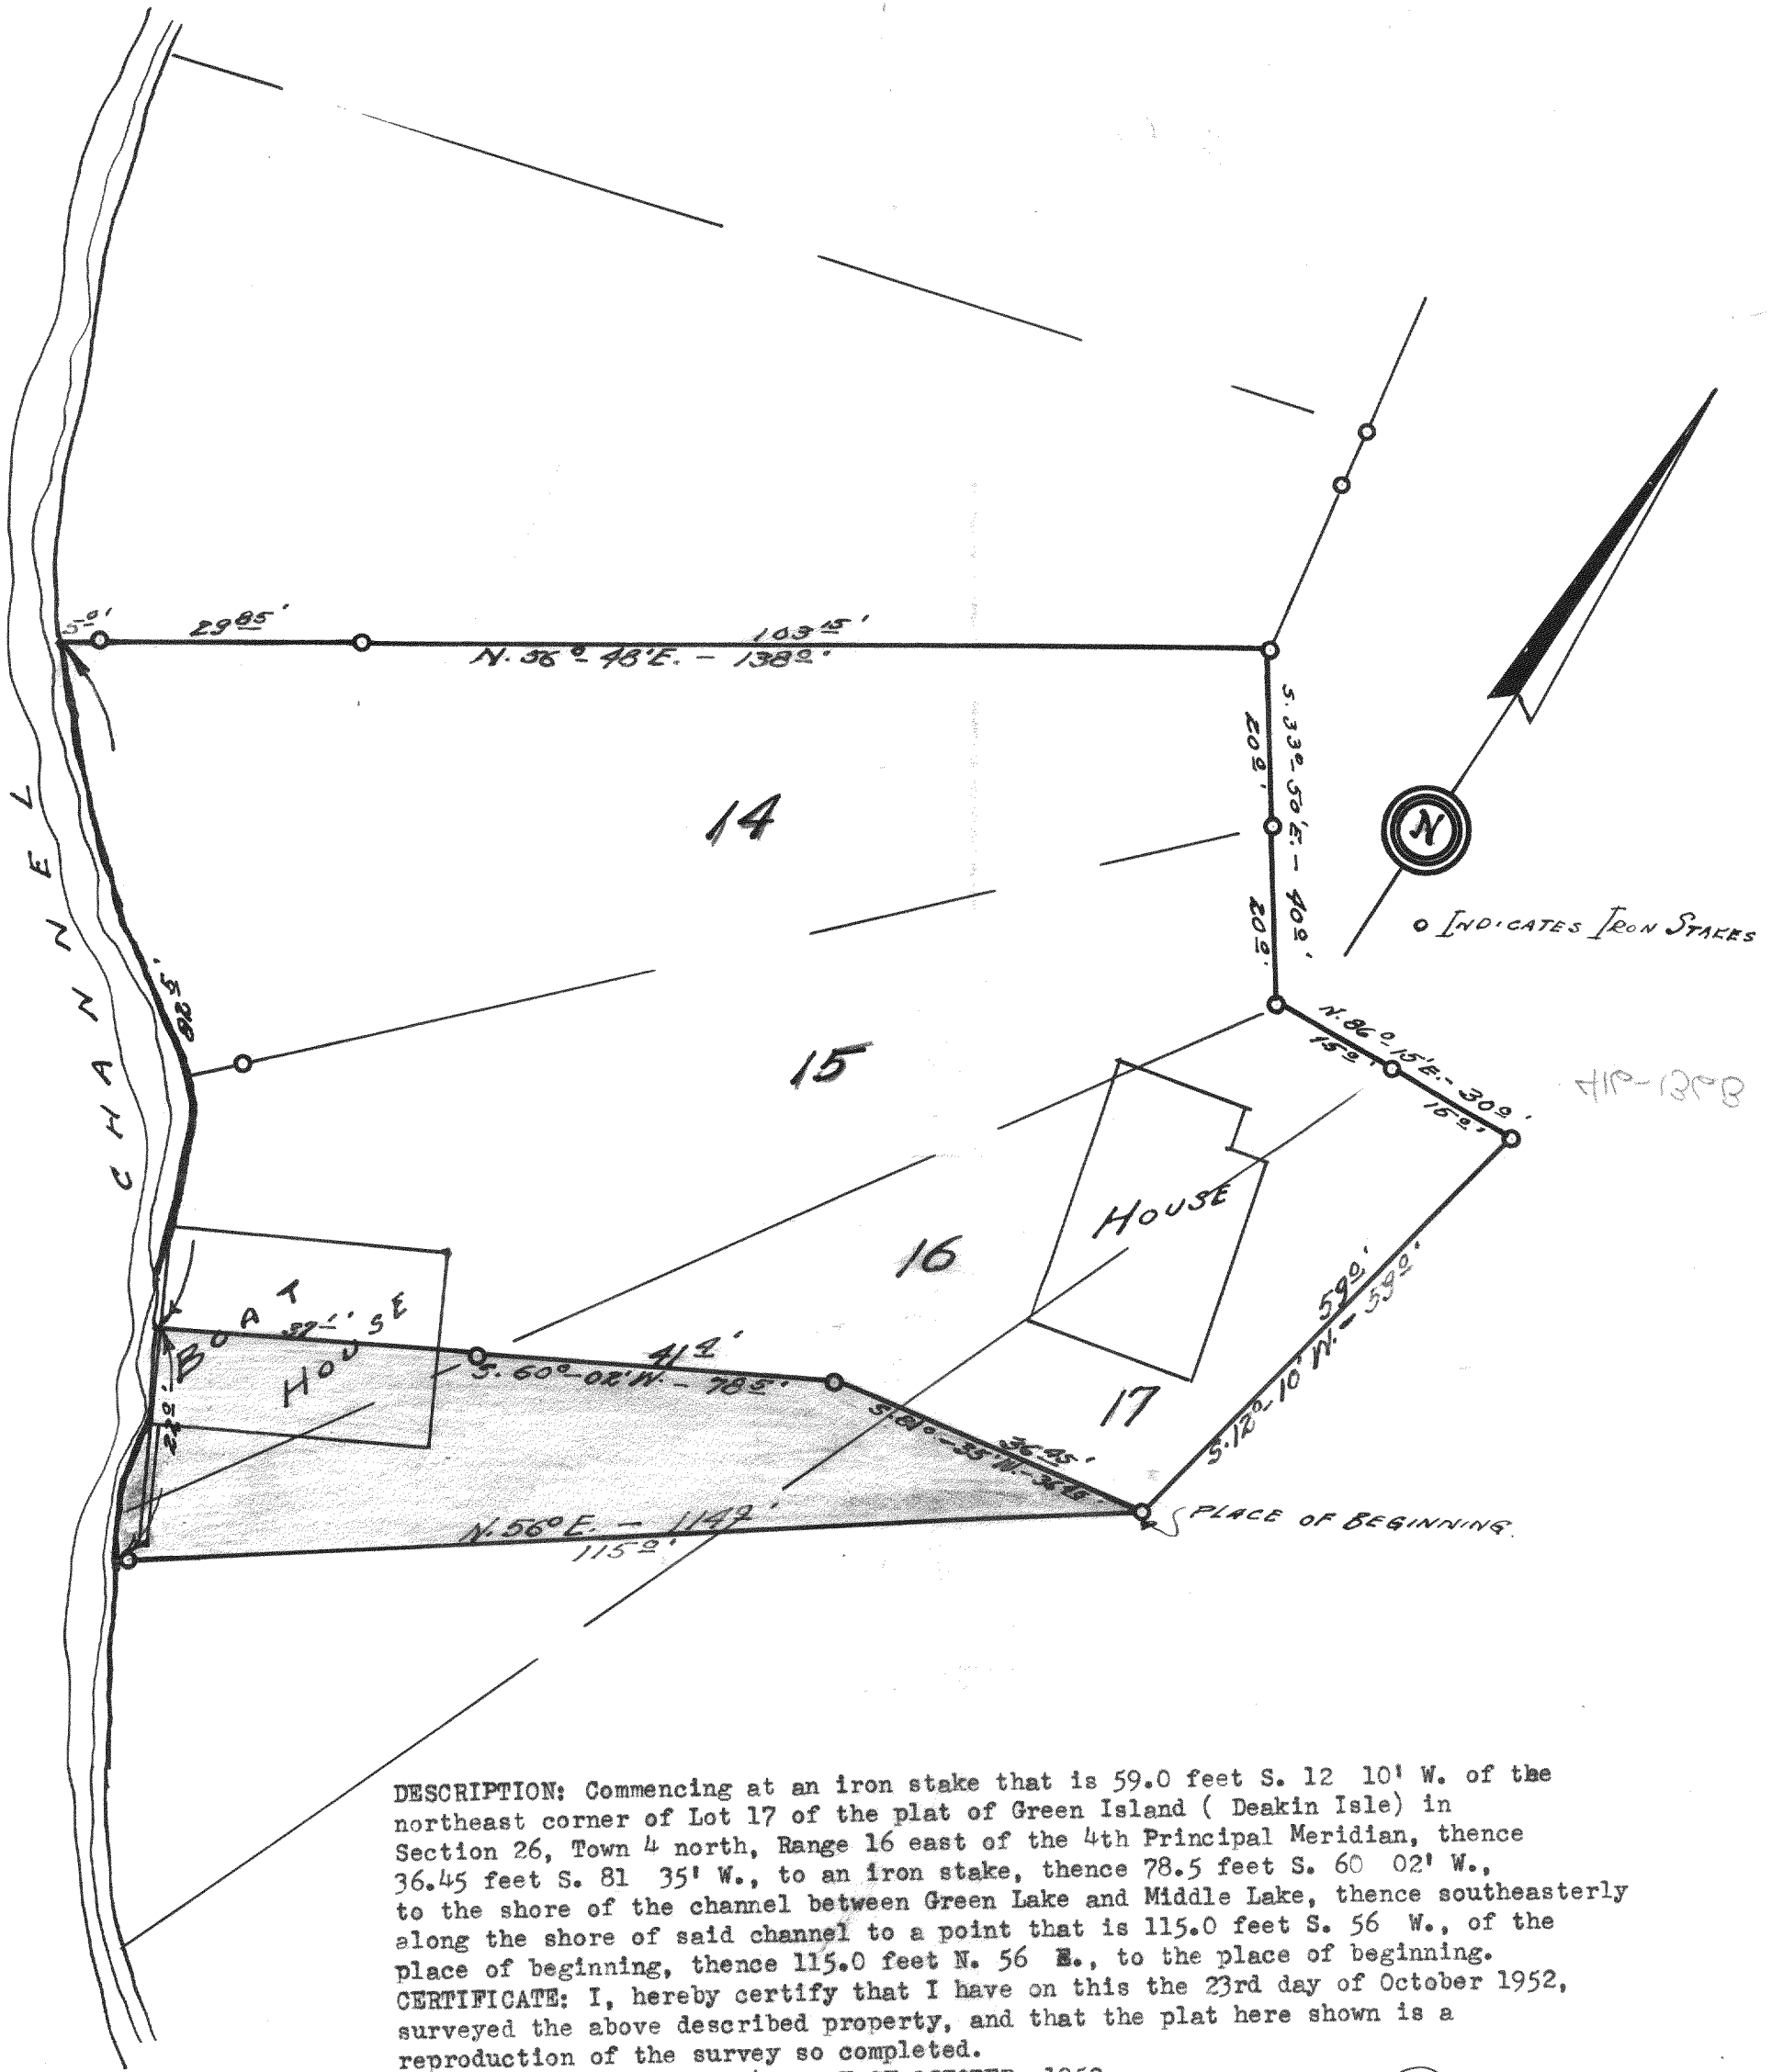 5.0'
29.85'
103.15'
N. 56°-48'E. - 138.0'
S. 33°-50'E. - 40.0'
20.0'
20.0'
14
N
o INDICATES IRON STAKES
CHANNEL
82.5'
15
N. 86°-15'E. - 30.0'
15.0'
15.0'
416-136B
HOUSE
16
BOAT
HOUSE
37.1'
41.4'
S. 60°-02'W. - 78.5'
59.0'
S. 12°-10'W. - 59.0'
17
36.45'
S. 81°-35'W. - 36.45'
PLACE OF BEGINNING.
N. 56° E. -
115.0'
DESCRIPTION: Commencing at an iron stake that is 59.0 feet S. 12 10' W. of the
northeast corner of Lot 17 of the plat of Green Island ( Deakin Isle) in
Section 26, Town 4 north, Range 16 east of the 4th Principal Meridian, thence
36.45 feet S. 81 35' W., to an iron stake, thence 78.5 feet S. 60 02' W.,
to the shore of the channel between Green Lake and Middle Lake, thence southeasterly
along the shore of said channel to a point that is 115.0 feet S. 56 W., of the
place of beginning, thence 115.0 feet N. 56 E., to the place of beginning.
CERTIFICATE: I, hereby certify that I have on this the 23rd day of October 1952,
surveyed the above described property, and that the plat here shown is a
reproduction of the survey so completed.